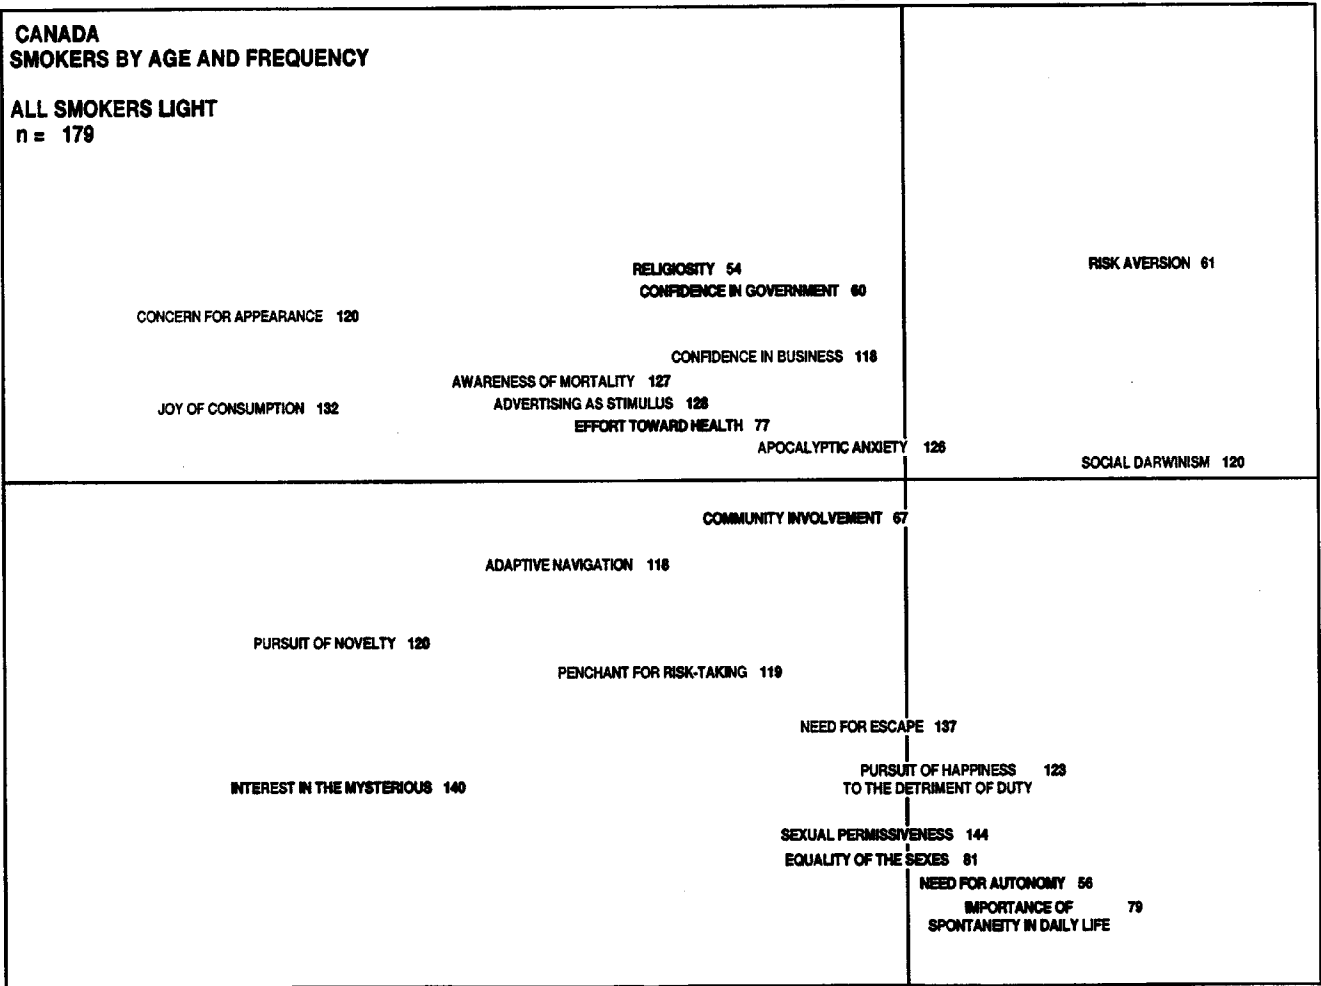 CANADA
SMOKERS BY AGE AND FREQUENCY
ALL SMOKERS LIGHT
n = 179
RELIGIOSITY 54
RISK AVERSION 61
CONFIDENCE IN GOVERNMENT 60
CONCERN FOR APPEARANCE 120
CONFIDENCE IN BUSINESS 118
AWARENESS OF MORTALITY 127
JOY OF CONSUMPTION 132
ADVERTISING AS STIMULUS 128
EFFORT TOWARD HEALTH 77
APOCALYPTIC ANXIETY 126
SOCIAL DARWINISM 120
COMMUNITY INVOLVEMENT 67
ADAPTIVE NAVIGATION 118
PURSUIT OF NOVELTY 120
PENCHANT FOR RISK-TAKING 119
NEED FOR ESCAPE 137
PURSUIT OF HAPPINESS 123
TO THE DETRIMENT OF DUTY
INTEREST IN THE MYSTERIOUS 140
SEXUAL PERMISSIVENESS 144
EQUALITY OF THE SEXES 81
NEED FOR AUTONOMY 56
IMPORTANCE OF 79
SPONTANEITY IN DAILY LIFE